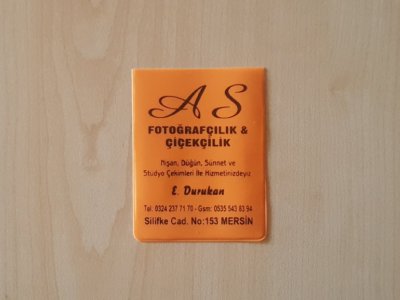 A S
FOTOĞRAFÇILIK &
ÇİÇEKÇİLİK
Nişan, Düğün, Sünnet ve
Stüdyo Çekimleri İle Hizmetinizdeyiz
E. Durukan
Tel: 0324 237 71 70 - Gsm: 0535 543 83 94
Silifke Cad. No:153 MERSİN